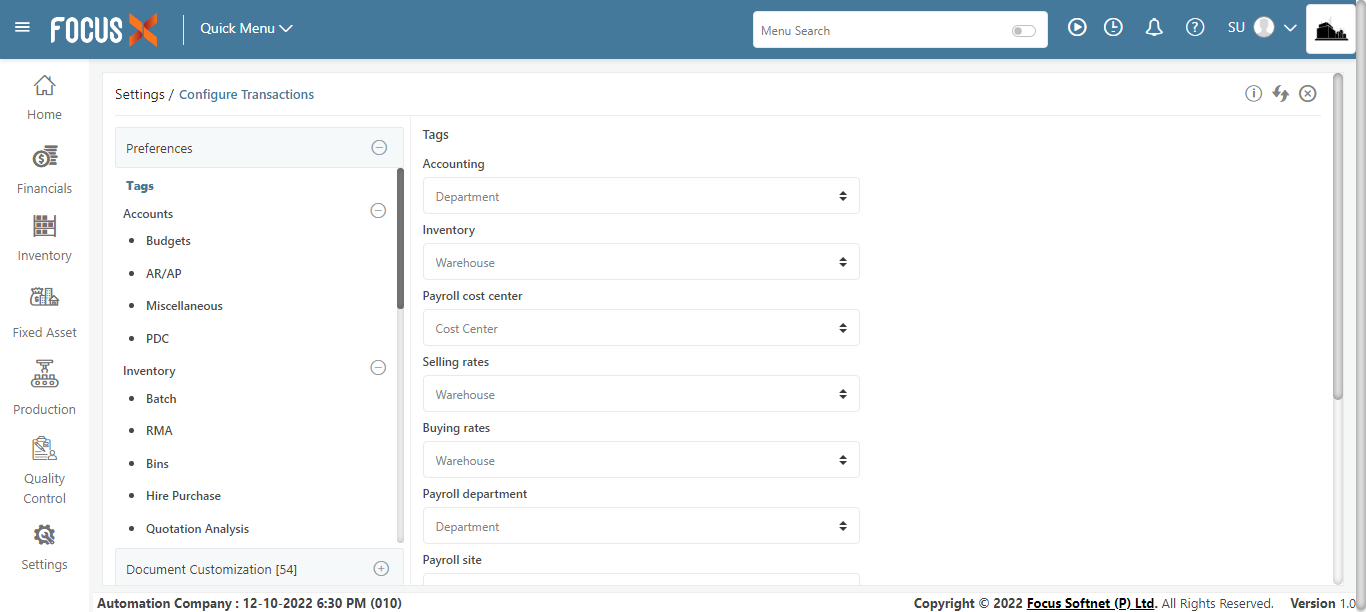 FOCUS X
Quick Menu
Menu Search
SU
Home
Financials
Inventory
Fixed Asset
Production
Quality
Control
Settings
Settings / Configure Transactions
Preferences
Tags
Accounts
Budgets
AR/AP
Miscellaneous
PDC
Inventory
Batch
RMA
Bins
Hire Purchase
Quotation Analysis
Document Customization [54]
Tags
Accounting
Department
Inventory
Warehouse
Payroll cost center
Cost Center
Selling rates
Warehouse
Buying rates
Warehouse
Payroll department
Department
Payroll site
Automation Company : 12-10-2022 6:30 PM (010)
Copyright © 2022 Focus Softnet (P) Ltd. All Rights Reserved. Version 1.0